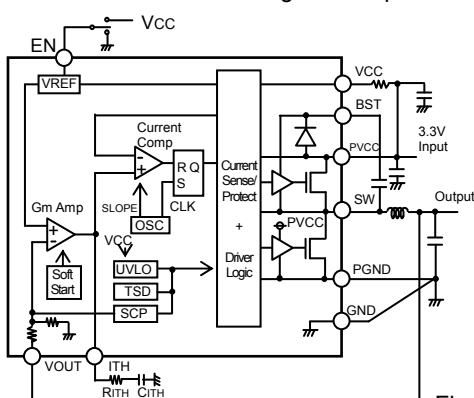 VCC
EN
VREF
VCC
BST
Current
Comp
PVCC
3.3V
Input
R Q
S
Current
Sense/
Protect
+
Driver
Logic
Gm Amp
SLOPE
CLK
OSC
VCC
SW
Output
PVCC
Soft
Start
UVLO
TSD
SCP
PGND
GND
VOUT
ITH
RITH
CITH